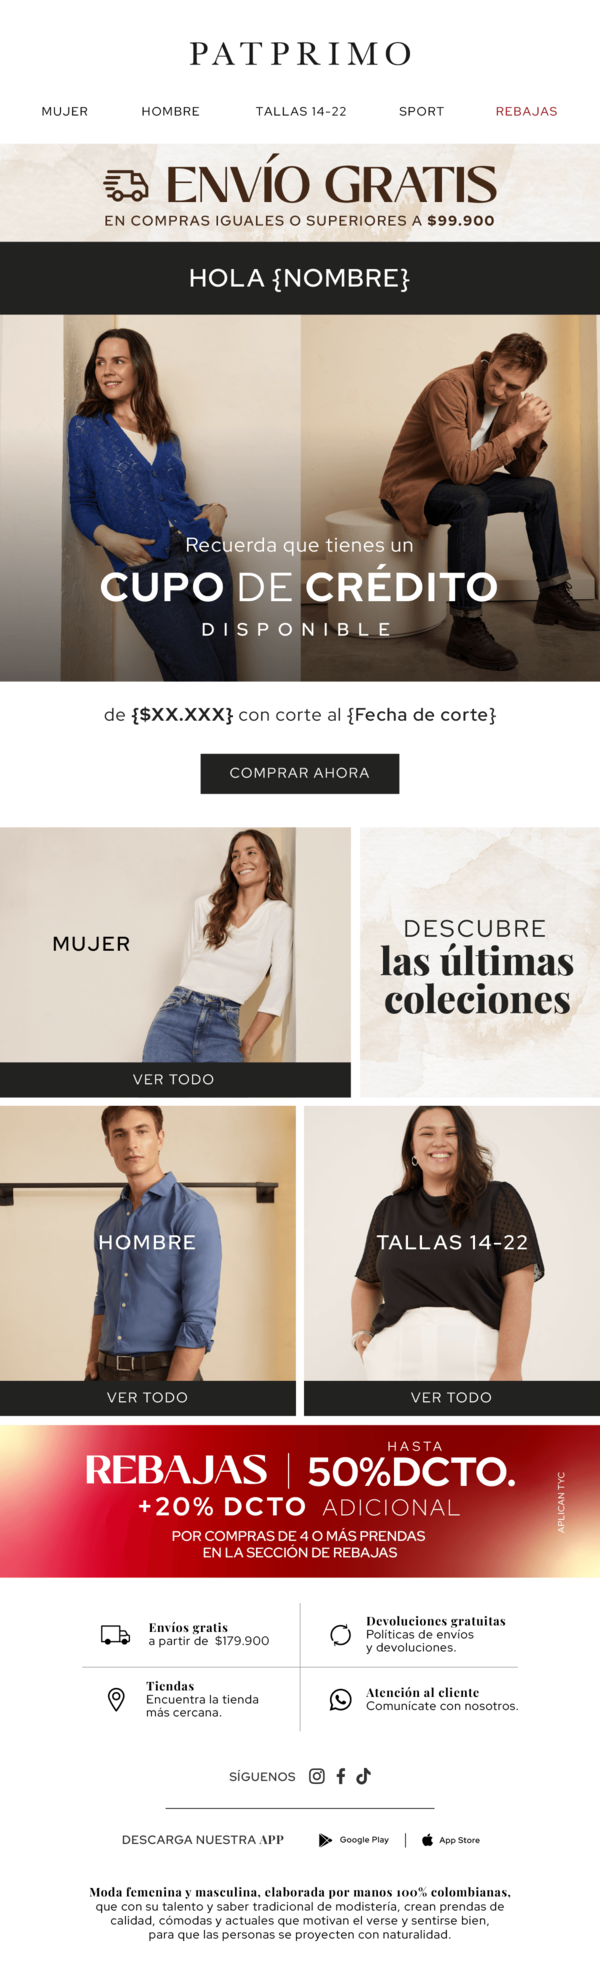 PATPRIMO
MUJER
HOMBRE
TALLAS 14-22
SPORT
REBAJAS
ENVÍO GRATIS
EN COMPRAS IGUALES O SUPERIORES A $99.900
HOLA {NOMBRE}
Recuerda que tienes un
CUPO DE CRÉDITO
DISPONIBLE
de {$XX.XXX} con corte al {Fecha de corte}
COMPRAR AHORA
MUJER
VER TODO
DESCUBRE
las últimas
coleciones
HOMBRE
VER TODO
TALLAS 14-22
VER TODO
REBAJAS
HASTA
50%DCTO.
+20% DCTO ADICIONAL
POR COMPRAS DE 4 O MÁS PRENDAS
EN LA SECCIÓN DE REBAJAS
APLICAN TYC
Envíos gratis
a partir de $179.900
Devoluciones gratuitas
Políticas de envíos
y devoluciones.
Tiendas
Encuentra la tienda
más cercana.
Atención al cliente
Comunícate con nosotros.
SÍGUENOS
DESCARGA NUESTRA APP
Google Play
App Store
Moda femenina y masculina, elaborada por manos 100% colombianas,
que con su talento y saber tradicional de modistería, crean prendas de
calidad, cómodas y actuales que motivan el verse y sentirse bien,
para que las personas se proyecten con naturalidad.